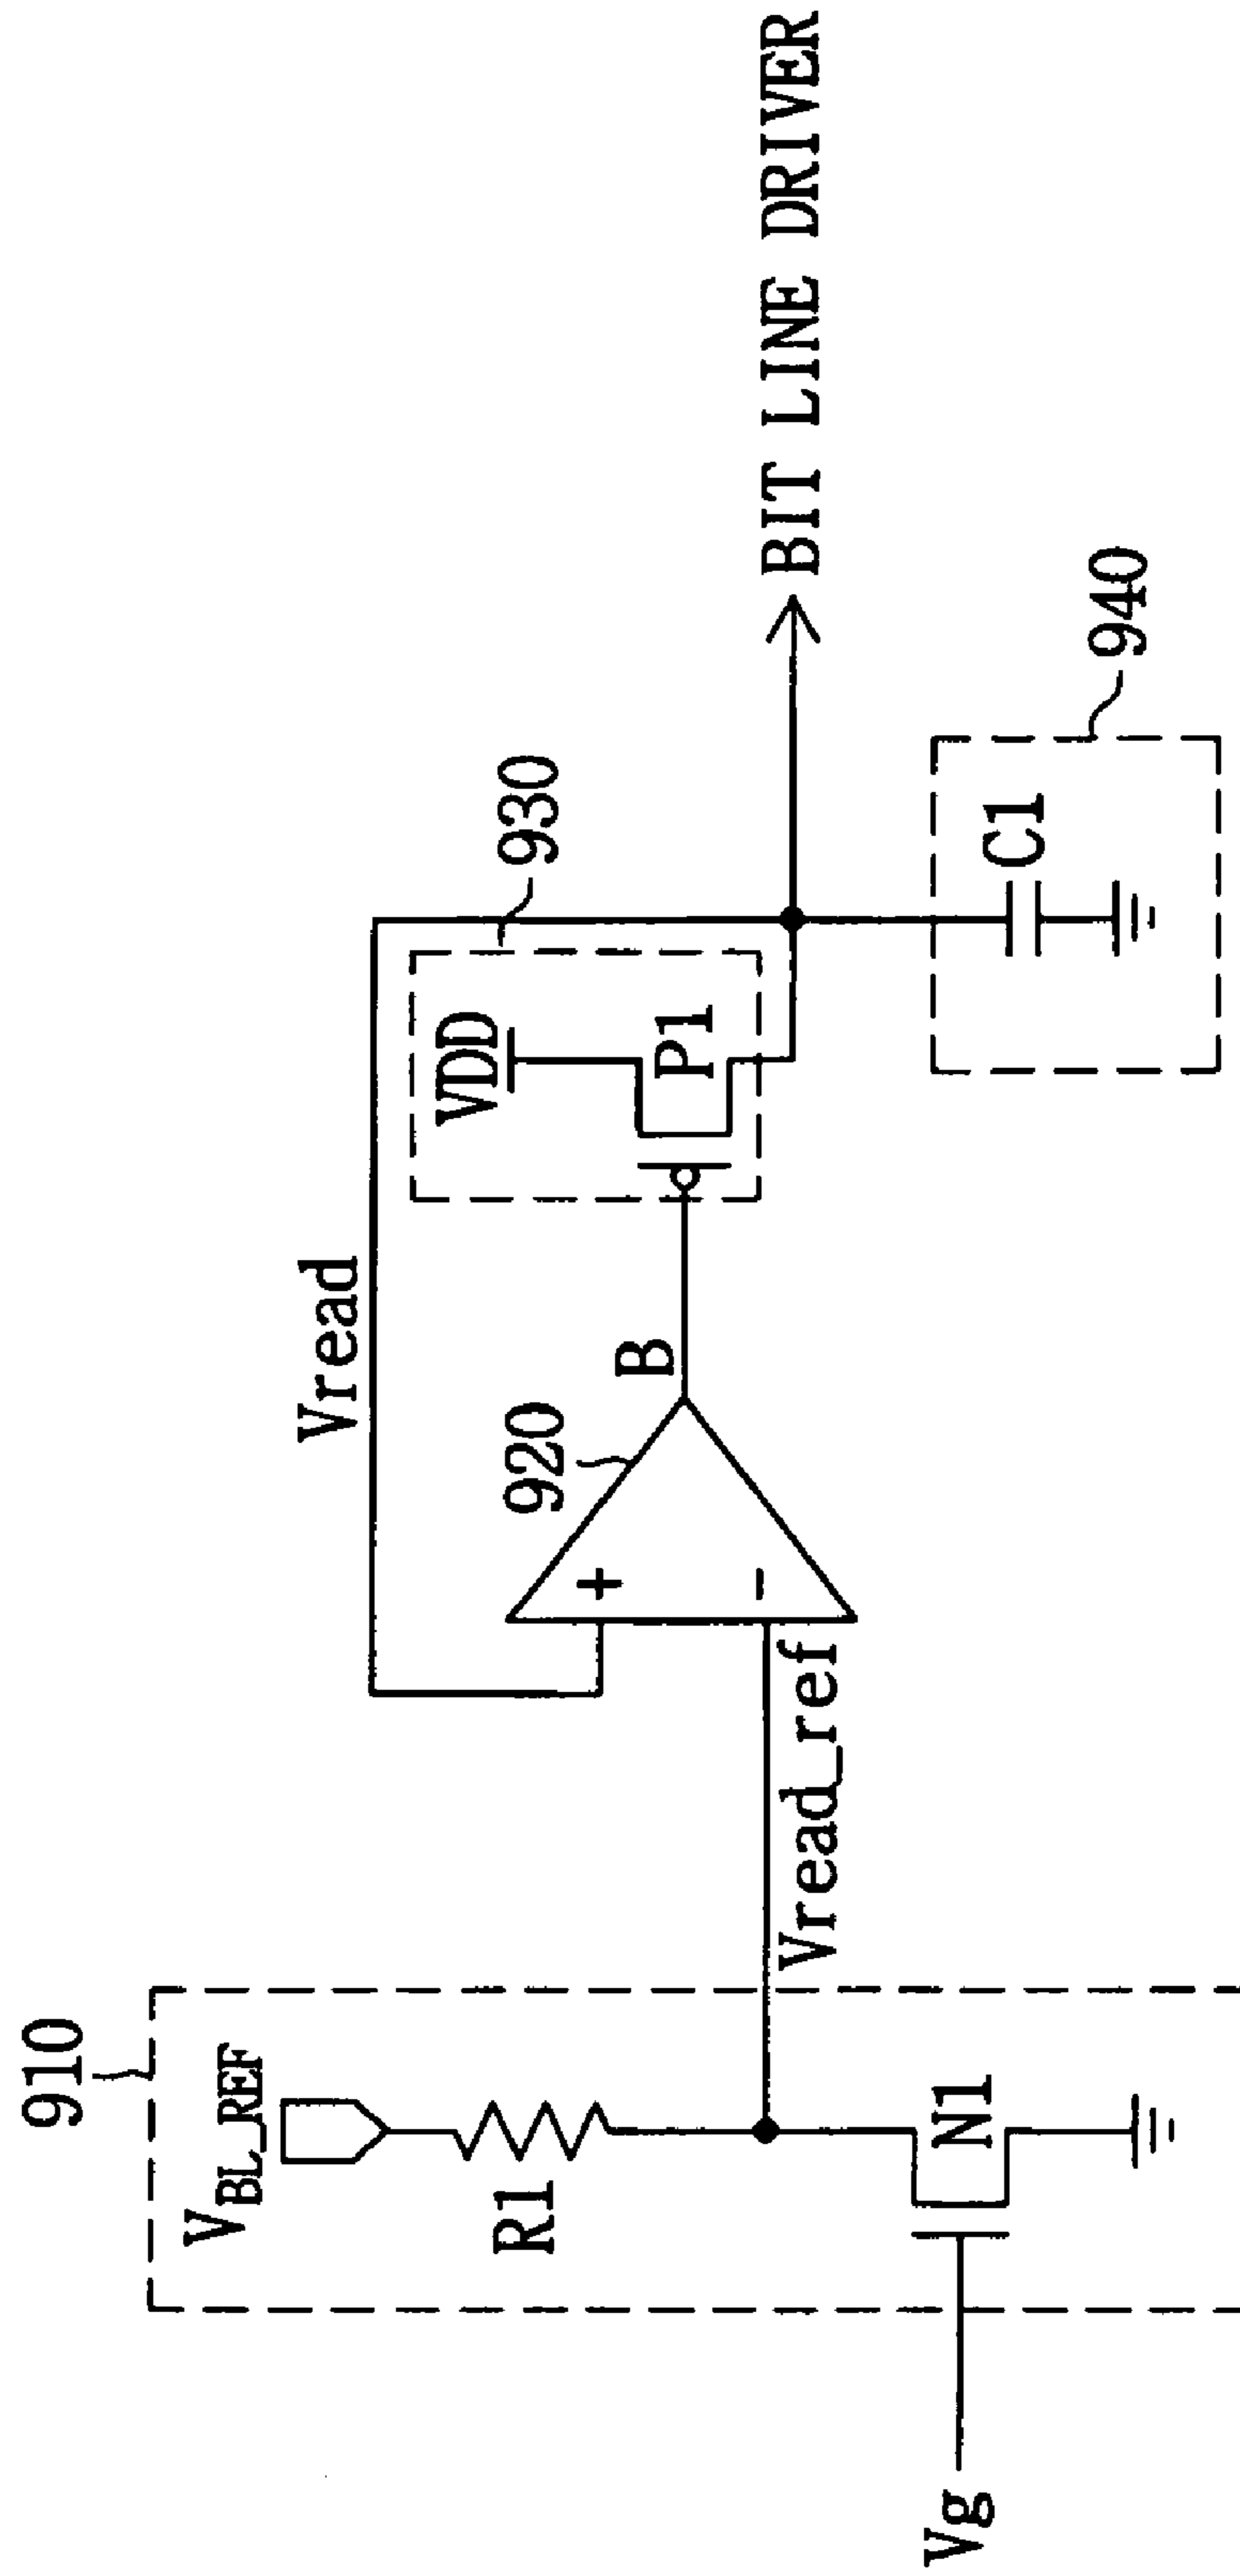 910
V_BL_REF
R1
N1
Vg
Vread_ref
Vread
920
+
-
B
930
VDD
P1
BIT LINE DRIVER
C1
940